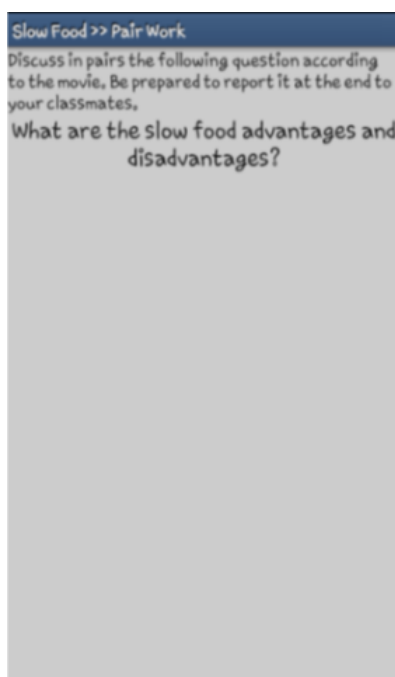 Slow Food >> Pair Work
Discuss in pairs the following question according
to the movie. Be prepared to report it at the end to
your classmates.
What are the slow food advantages and
disadvantages?